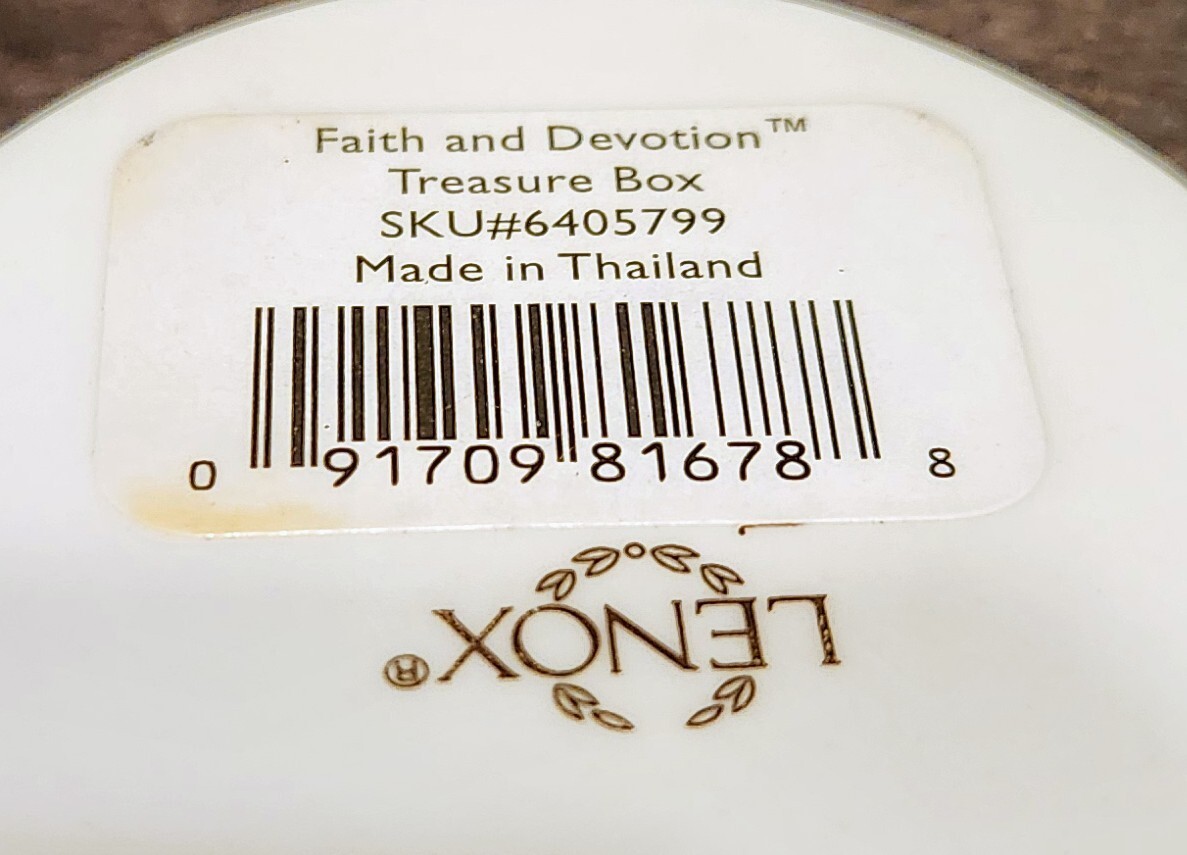 Faith and Devotion™
Treasure Box
SKU#6405799
Made in Thailand
0 91709 81678 8
LENOX®